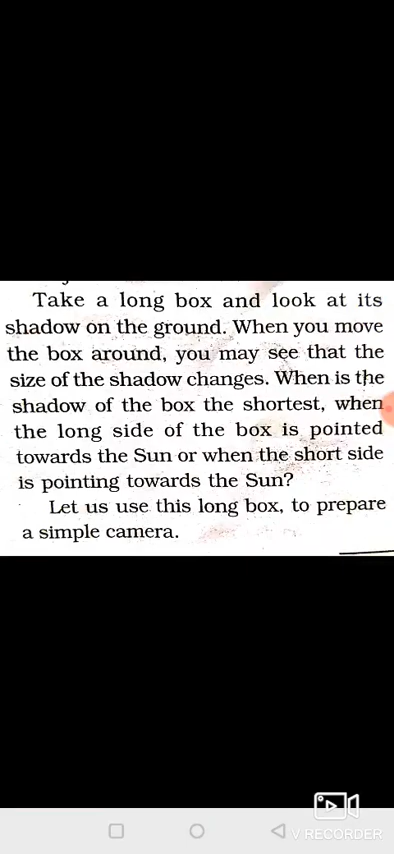 Take a long box and look at its
shadow on the ground. When you move
the box around, you may see that the
size of the shadow changes. When is the
shadow of the box the shortest, when
the long side of the box is pointed
towards the Sun or when the short side
is pointing towards the Sun?
Let us use this long box, to prepare
a simple camera.
V RECORDER